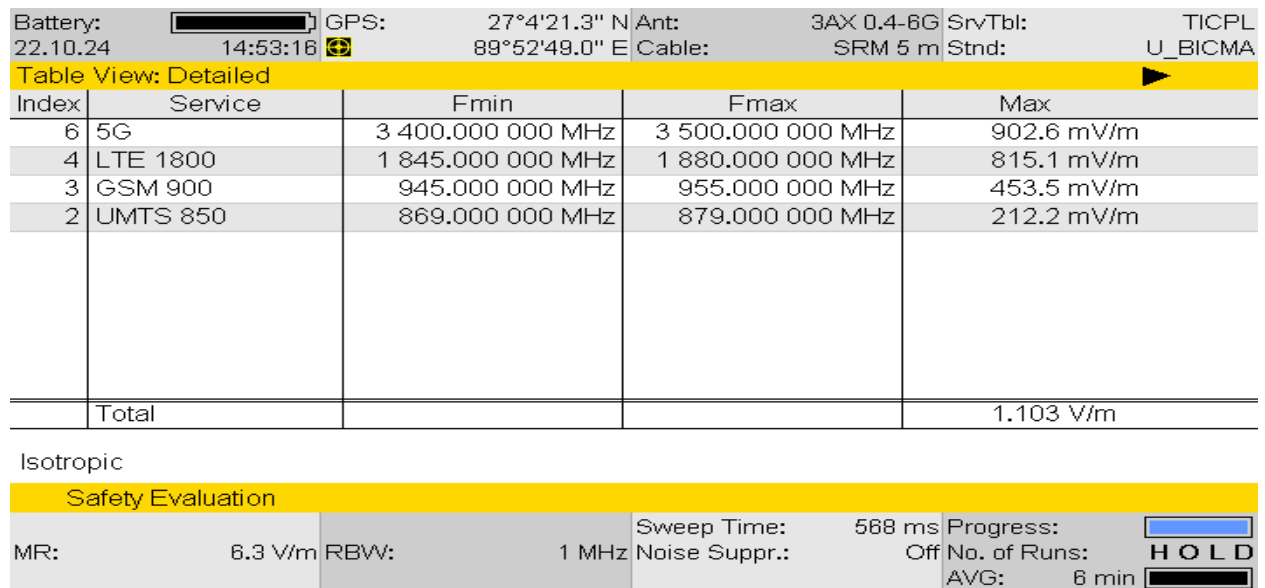 Battery: GPS: 27°4'21.3" N Ant: 3AX 0.4-6G SrvTbl: TICPL
22.10.24 14:53:16 89°52'49.0" E Cable: SRM 5 m Stnd: U_BICMA
Table View: Detailed
Index Service Fmin Fmax Max
6 5G 3 400.000 000 MHz 3 500.000 000 MHz 902.6 mV/m
4 LTE 1800 1 845.000 000 MHz 1 880.000 000 MHz 815.1 mV/m
3 GSM 900 945.000 000 MHz 955.000 000 MHz 453.5 mV/m
2 UMTS 850 869.000 000 MHz 879.000 000 MHz 212.2 mV/m
Total 1.103 V/m
Isotropic
Safety Evaluation
Sweep Time: 568 ms Progress:
MR: 6.3 V/m RBW: 1 MHz Noise Suppr.: Off No. of Runs: HOLD
AVG: 6 min